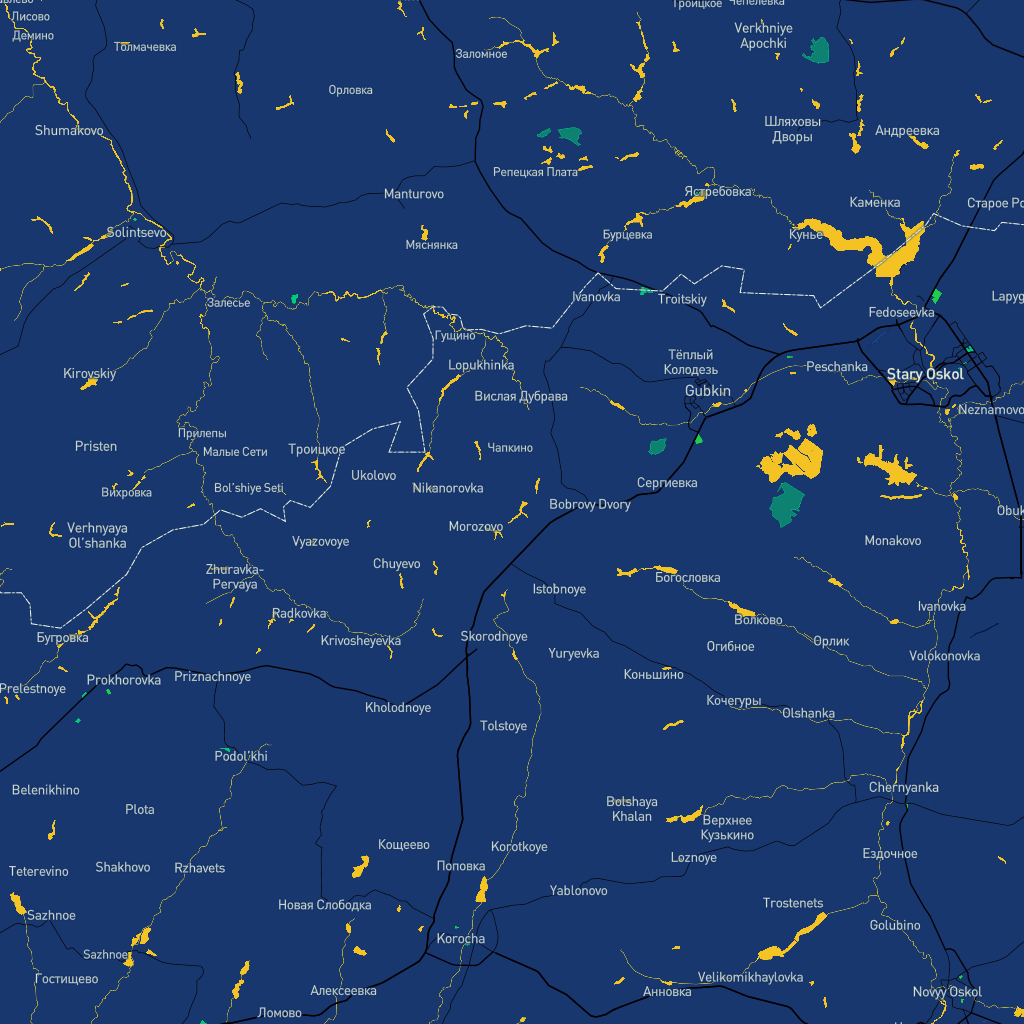 Лисово
Демино
Толмачевка
Заломное
Троицкое
Чепелевка
Verkhniye
Apochki
Орловка
Shumakovo
Шляховы
Дворы
Андреевка
Репецкая Плата
Manturovo
Ястребовка
Каменка
Старое
Solintsevo
Мяснянка
Бурцевка
Кунье
Залесье
Ivanovka
Troitskiy
Lapyg
Fedoseevka
Гущино
Lopukhinka
Тёплый
Колодезь
Peschanka
Stary Oskol
Kirovskiy
Вислая Дубрава
Gubkin
Neznamovo
Прилепы
Pristen
Малые Сети
Троицкое
Чапкино
Ukolovo
Вихровка
Bol'shiye Seti
Nikanorovka
Сергиевка
Bobrovy Dvory
Obuk
Verhnyaya
Ol'shanka
Vyazovoye
Morozovo
Monakovo
Chuyevo
Zhuravka-
Pervaya
Богословка
Istobnoye
Radkovka
Ivanovka
Бугровка
Krivosheyevka
Skorodnoye
Волково
Орлик
Огибное
Yuryevka
Volokonovka
Prelestnoye
Prokhorovka
Priznachnoye
Коньшино
Kholodnoye
Кочегуры
Olshanka
Tolstoye
Podol'khi
Belenikhino
Plota
Bolshaya
Khalan
Верхнее
Кузькино
Chernyanka
Кощеево
Korotkoye
Loznoye
Ездочное
Teterevino
Shakhovo
Rzhavets
Поповка
Yablonovo
Новая Слободка
Trostenets
Sazhnoe
Golubino
Korocha
Sazhnoe
Гостищево
Velikomikhaylovka
Алексеевка
Анновка
Novyy Oskol
Ломово